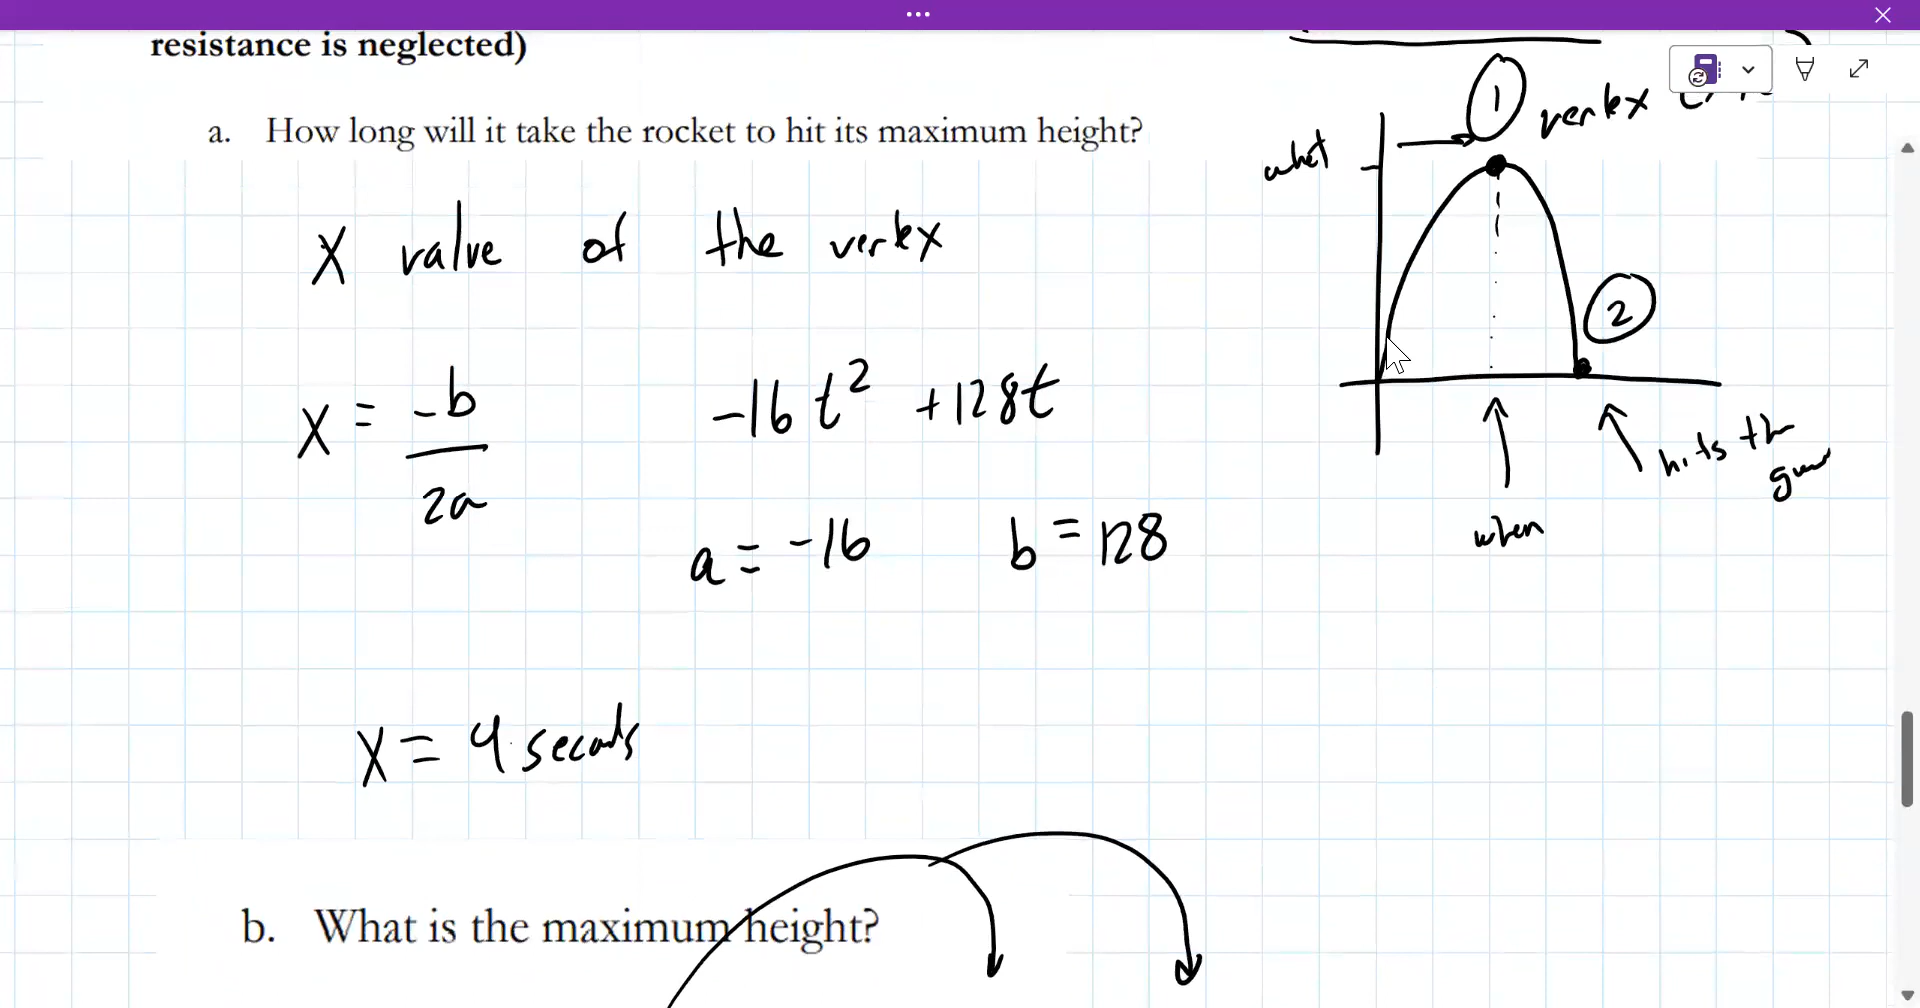 resistance is neglected)
1
vertex
a. How long will it take the rocket to hit its maximum height?
what
X value of the vertex
2
x = -b
2a
-16t² +128t
hits th
a = -16 b = 128
when
X = 4 seconds
b. What is the maximum height?